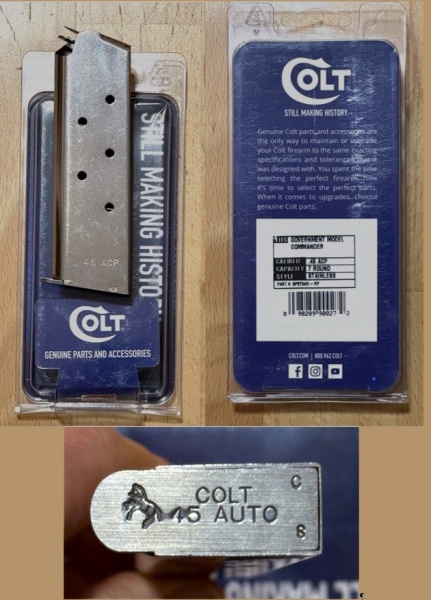 STILL MAKING HISTORY
.45 ACP
COLT
GENUINE PARTS AND ACCESSORIES
COLT
STILL MAKING HISTORY
Genuine Colt parts and accessories are
the only way to maintain or upgrade
your Colt firearm to the same exacting
specifications and tolerances that it
was designed with. You spent the time
selecting the perfect firearm, now
it's time to select the perfect parts.
When it comes to upgrades, choose
genuine Colt parts.
GOVERNMENT MODEL
COMMANDER
CALIBER .45 ACP
CAPACITY 7 ROUND
STYLE STAINLESS
PART #:
0 90289 90027
COLT.COM | 800.962.COLT
COLT
45 AUTO
C
S